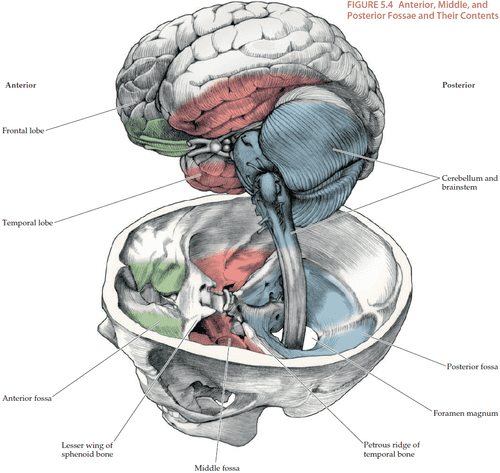 FIGURE 5.4 Anterior, Middle, and
Posterior Fossae and Their Contents
Anterior
Posterior
Frontal lobe
Cerebellum and
brainstem
Temporal lobe
Posterior fossa
Anterior fossa
Foramen magnum
Lesser wing of
sphenoid bone
Petrous ridge of
temporal bone
Middle fossa